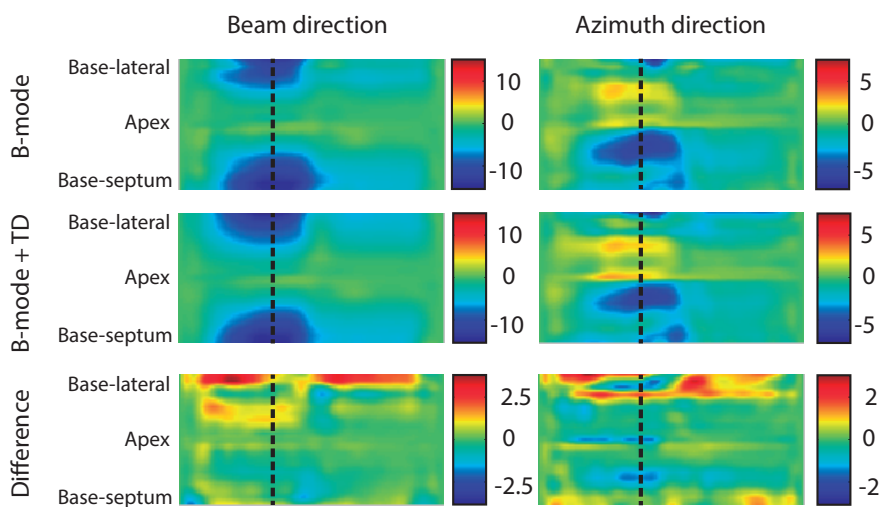 Beam direction
Azimuth direction
B-mode
Base-lateral
Apex
Base-septum
10
0
-10
5
0
-5
B-mode + TD
Base-lateral
Apex
Base-septum
10
0
-10
5
0
-5
Difference
Base-lateral
Apex
Base-septum
2.5
0
-2.5
2
0
-2